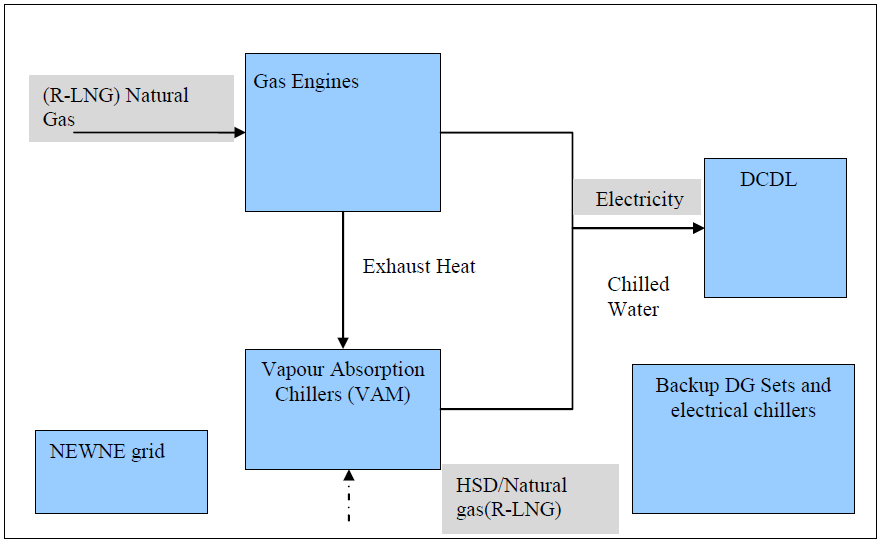 (R-LNG) Natural
Gas
Gas Engines
DCDL
Electricity
Exhaust Heat
Chilled
Water
Vapour Absorption
Chillers (VAM)
Backup DG Sets and
electrical chillers
NEWNE grid
HSD/Natural
gas(R-LNG)